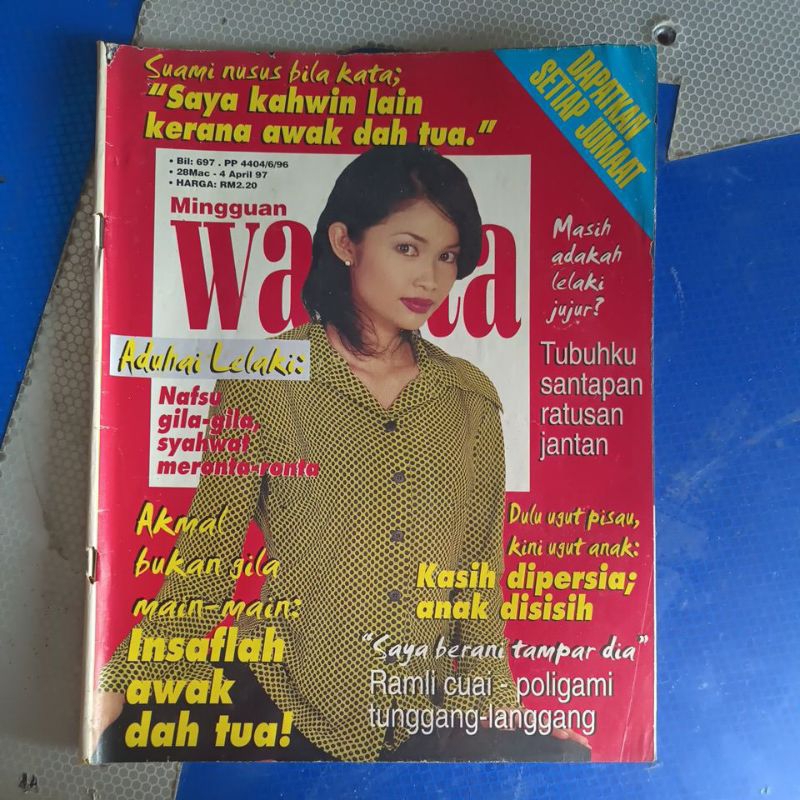 Suami nusus bila kata;
"Saya kahwin lain
kerana awak dah tua."
DAPATKAN
SETIAP JUMAAT
• Bil: 697 . PP 4404/6/96
• 28Mac - 4 April 97
• HARGA: RM2.20
Mingguan
wa ta
Masih
adakah
lelaki
jujur?
Tubuhku
santapan
ratusan
jantan
Aduhai Lelaki:
Nafsu
gila-gila,
syahwat
meronta-ronta
Akmal
bukan gila
main-main:
Insaflah
awak
dah tua!
Dulu ugut pisau,
kini ugut anak:
Kasih dipersia;
anak disisih
"Saya berani tampar dia"
Ramli cuai - poligami
tunggang-langgang